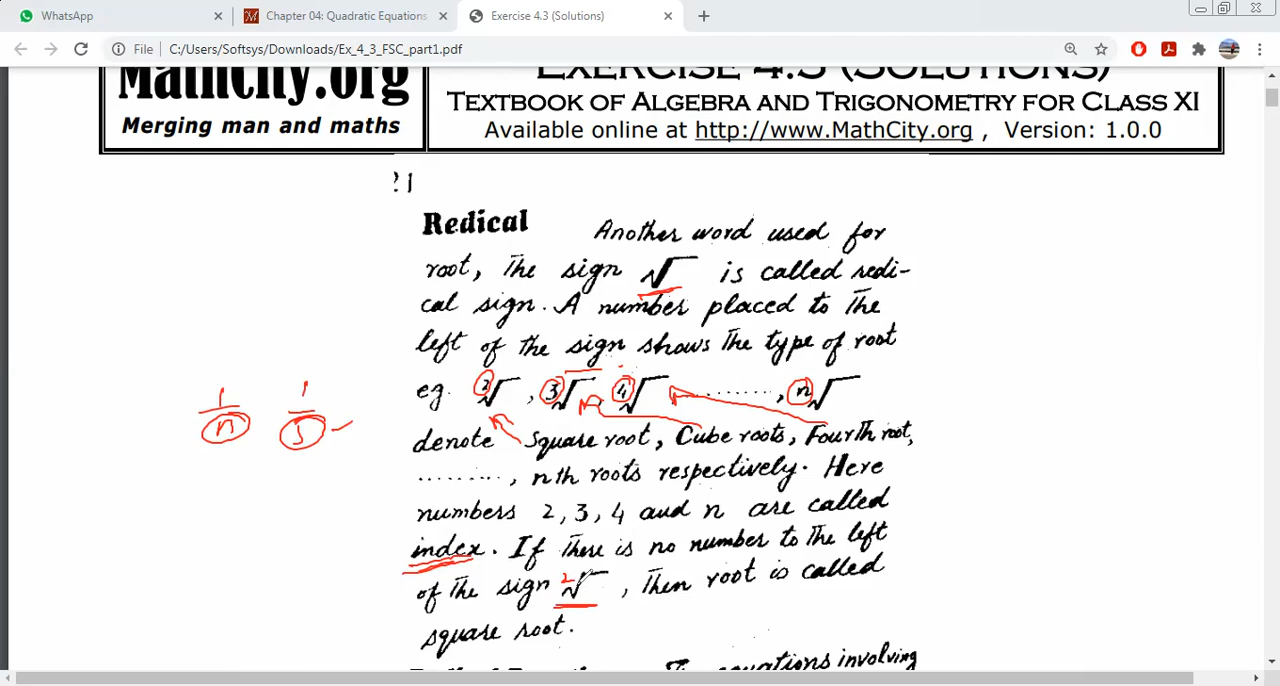 WhatsApp
Chapter 04: Quadratic Equations
Exercise 4.3 (Solutions)
File
C:/Users/Softsys/Downloads/Ex_4_3_FSC_part1.pdf
MathCity.org
Merging man and maths
EXERCISE 4.3 (SOLUTIONS)
TEXTBOOK OF ALGEBRA AND TRIGONOMETRY FOR CLASS XI
Available online at http://www.MathCity.org , Version: 1.0.0
Redical Another word used for
root, The sign √ is called redi-
cal sign. A number placed to The
left of the sign shows The type of root
eg. ²√ , ³√ , ⁴√ ........., ⁿ√
denote Square root, Cube roots, Fourth root,
........, nth roots respectively. Here
numbers 2, 3, 4 and n are called
index. If There is no number to The left
of The sign ²√ , Then root is called
square root.
The equations involving
1/n